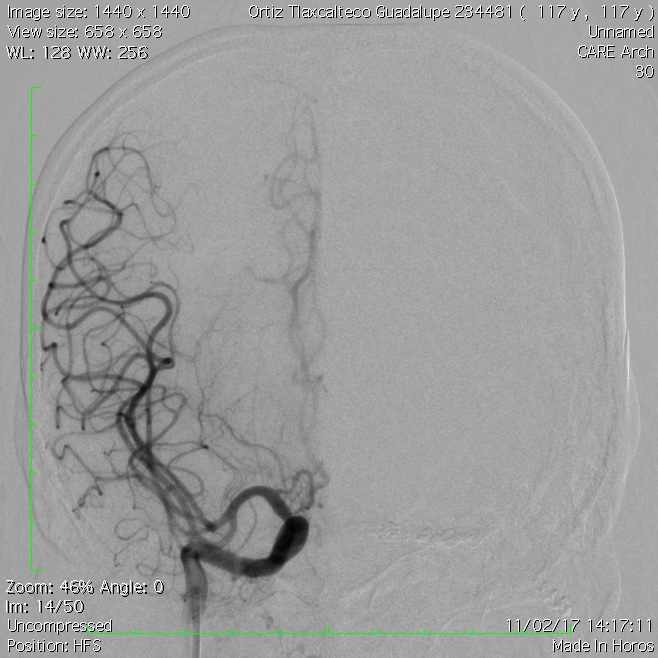 Image size: 1440 x 1440
View size: 658 x 658
WL: 128 WW: 256
Ortiz Tlaxcalteco Guadalupe 234481 ( 117 y, 117 y )
Unnamed
CARE Arch
30
Zoom: 46% Angle: 0
Im: 14/50
Uncompressed
Position: HFS
11/02/17 14:17:11
Made In Horos